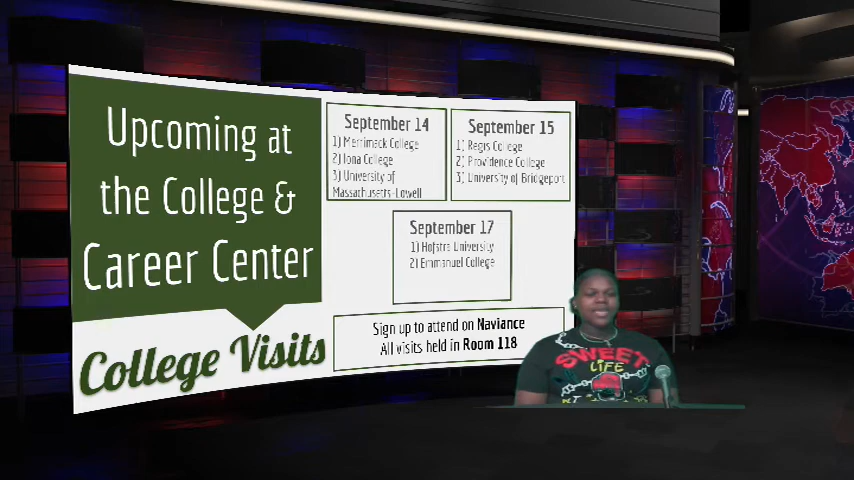 Upcoming at
the College &
Career Center
College Visits
September 14
1) Merrimack College
2) Iona College
3) University of
Massachusetts-Lowell
September 15
1) Regis College
2) Providence College
3) University of Bridgeport
September 17
1) Hofstra University
2) Emmanuel College
Sign up to attend on Naviance
All visits held in Room 118
SWEET
LIFE